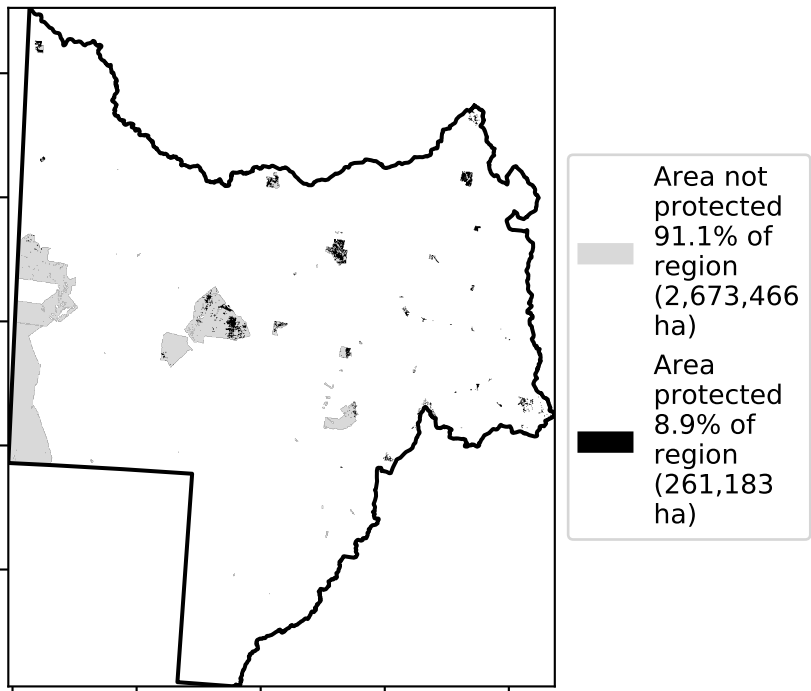 Area not
protected
91.1% of
region
(2,673,466
ha)
Area
protected
8.9% of
region
(261,183
ha)